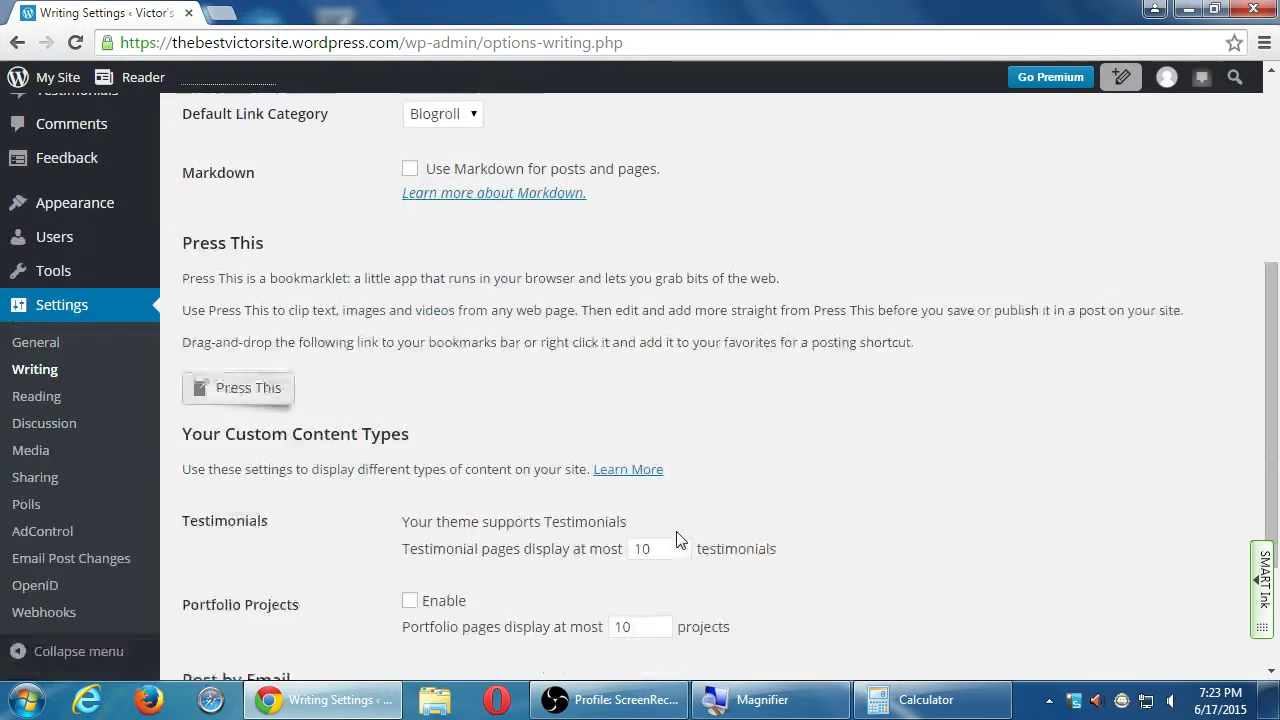 Writing Settings ‹ Victor's
https://thebestvictorsite.wordpress.com/wp-admin/options-writing.php
My Site
Reader
Go Premium
Testimonials
Comments
Feedback
Appearance
Users
Tools
Settings
General
Writing
Reading
Discussion
Media
Sharing
Polls
AdControl
Email Post Changes
OpenID
Webhooks
Collapse menu
Default Link Category
Blogroll
Markdown
Use Markdown for posts and pages.
Learn more about Markdown.
Press This
Press This is a bookmarklet: a little app that runs in your browser and lets you grab bits of the web.
Use Press This to clip text, images and videos from any web page. Then edit and add more straight from Press This before you save or publish it in a post on your site.
Drag-and-drop the following link to your bookmarks bar or right click it and add it to your favorites for a posting shortcut.
Press This
Your Custom Content Types
Use these settings to display different types of content on your site. Learn More
Testimonials
Your theme supports Testimonials
Testimonial pages display at most 10 testimonials
Portfolio Projects
Enable
Portfolio pages display at most 10 projects
Post by Email
SMART Ink
Writing Settings ‹ ...
Profile: ScreenRec...
Magnifier
Calculator
7:23 PM
6/17/2015